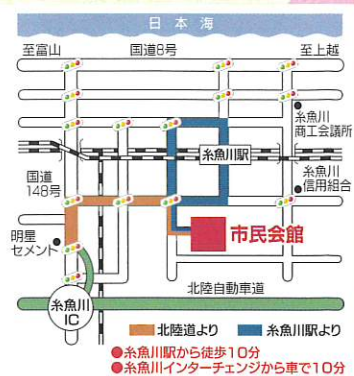 日本海
至富山
国道8号
至上越
糸魚川
商工会議所
糸魚川駅
国道
148号
糸魚川
信用組合
明星
セメント
市民会館
北陸自動車道
糸魚川
IC
北陸道より
糸魚川駅より
●糸魚川駅から徒歩10分
●糸魚川インターチェンジから車で10分